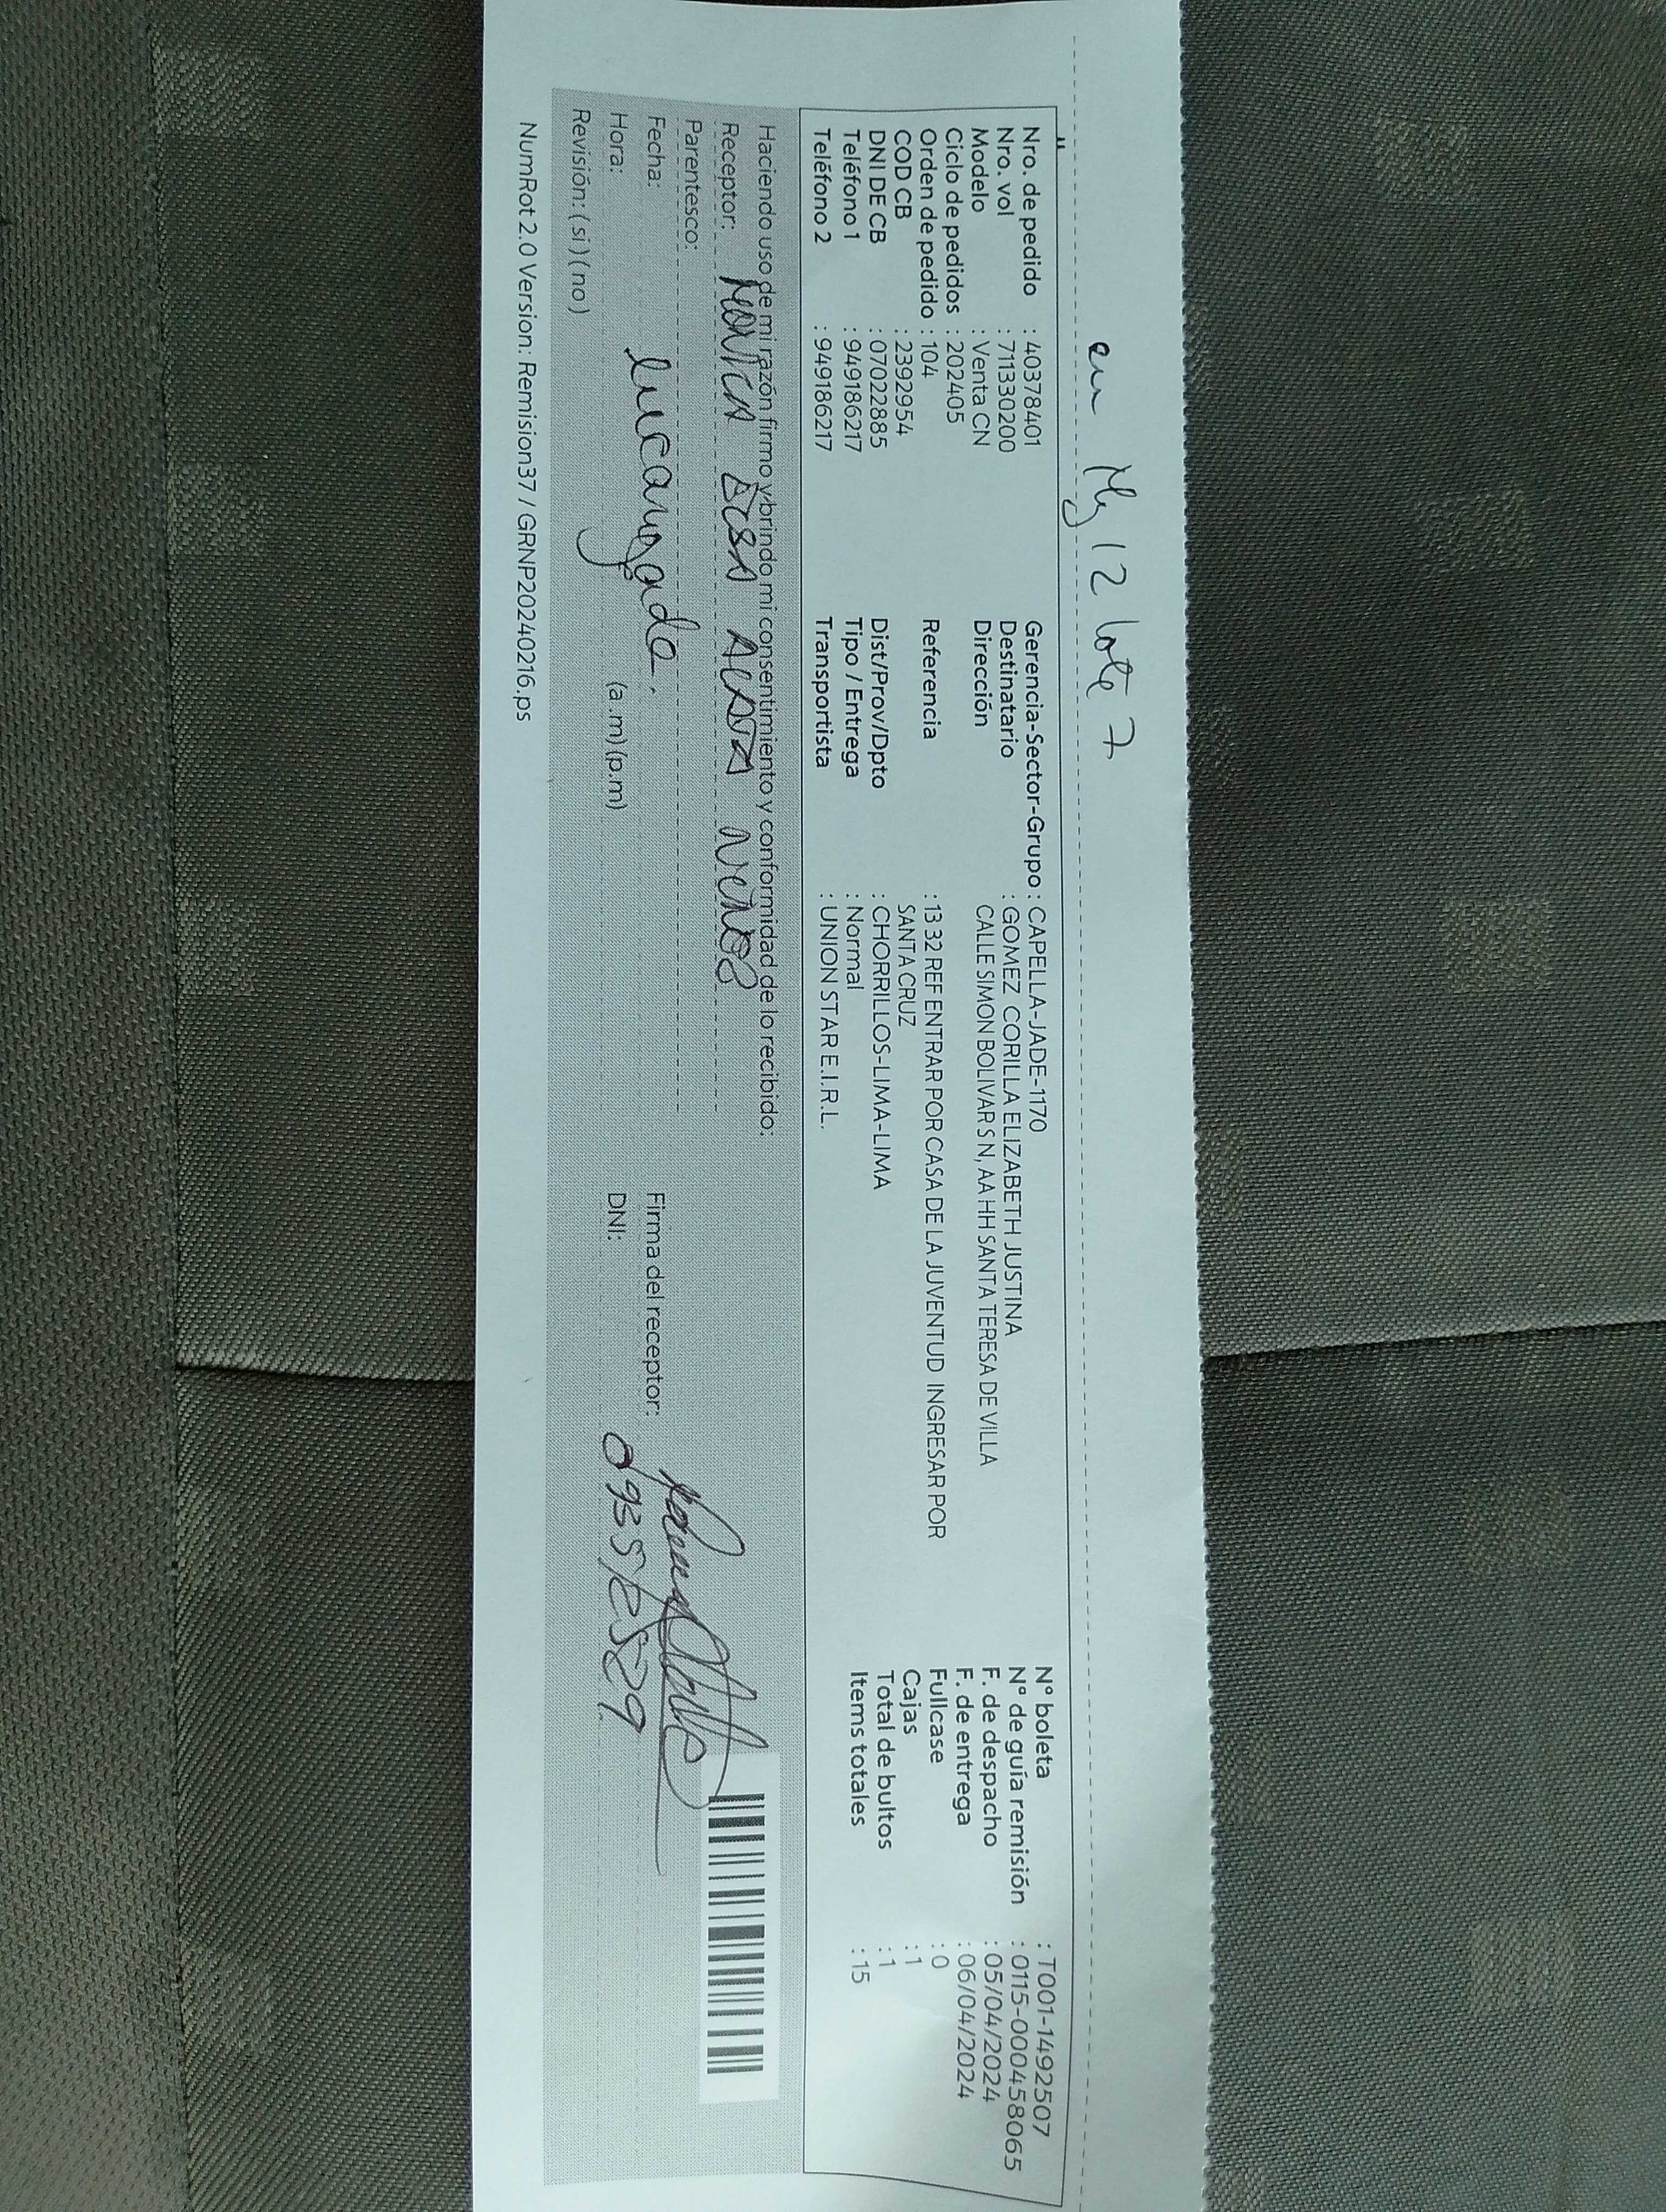 en Mz 12 lote 7
Nro. de pedido : 40378401
Nro. vol : 711330200
Modelo : Venta CN
Ciclo de pedidos : 202405
Orden de pedido : 104
COD CB : 2392954
DNI DE CB : 07022885
Teléfono 1 : 949186217
Teléfono 2 : 949186217
Gerencia-Sector-Grupo : CAPELLA-JADE-1170
Destinatario : GOMEZ CORILLA ELIZABETH JUSTINA
Dirección CALLE SIMON BOLIVAR S N, AA HH SANTA TERESA DE VILLA
Referencia : 13 32 REF ENTRAR POR CASA DE LA JUVENTUD INGRESAR POR
SANTA CRUZ
Dist/Prov/Dpto : CHORRILLOS-LIMA-LIMA
Tipo / Entrega : Normal
Transportista : UNION STAR E.I.R.L.
N° boleta : T001-1492507
N° de guía remisión : 0115-000458065
F. de despacho : 05/04/2024
F. de entrega : 06/04/2024
Fullcase : 0
Cajas : 1
Total de bultos : 1
Items totales : 15
Haciendo uso de mi razón firmo y brindo mi consentimiento y conformidad de lo recibido:
Receptor:
Parentesco:
Fecha: encargada.
Hora: (a.m) (p.m)
Revisión: ( si ) ( no )
Firma del receptor:
DNI:
NumRot 2.0 Version: Remision37 / GRNP20240216.ps